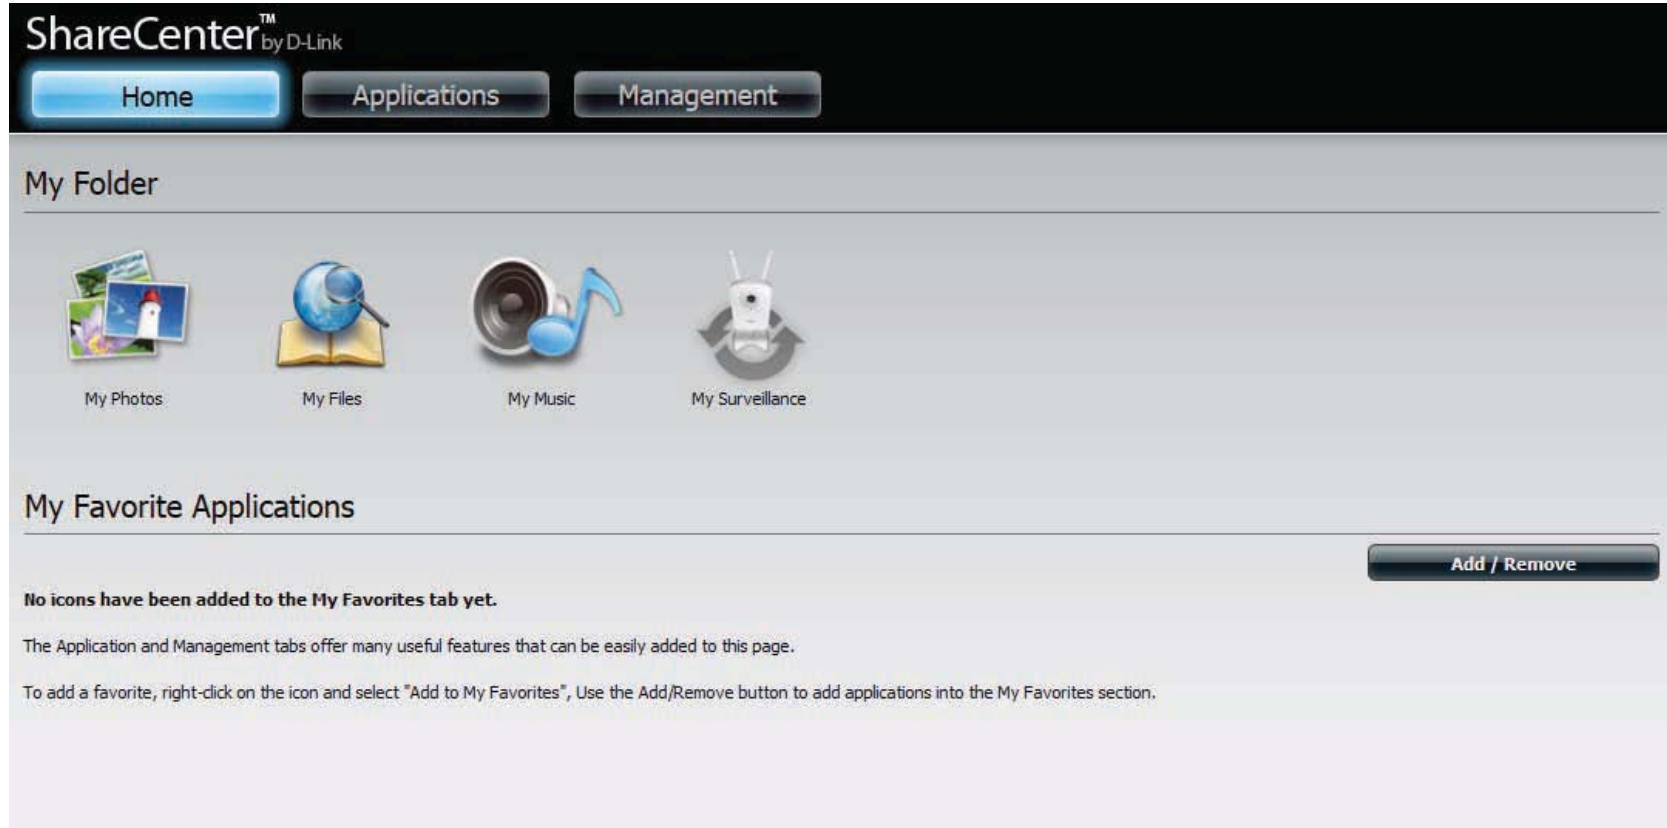 ShareCenter™ by D-Link
Home Applications Management
My Folder
My Photos My Files My Music My Surveillance
My Favorite Applications
Add / Remove
No icons have been added to the My Favorites tab yet.
The Application and Management tabs offer many useful features that can be easily added to this page.
To add a favorite, right-click on the icon and select "Add to My Favorites", Use the Add/Remove button to add applications into the My Favorites section.